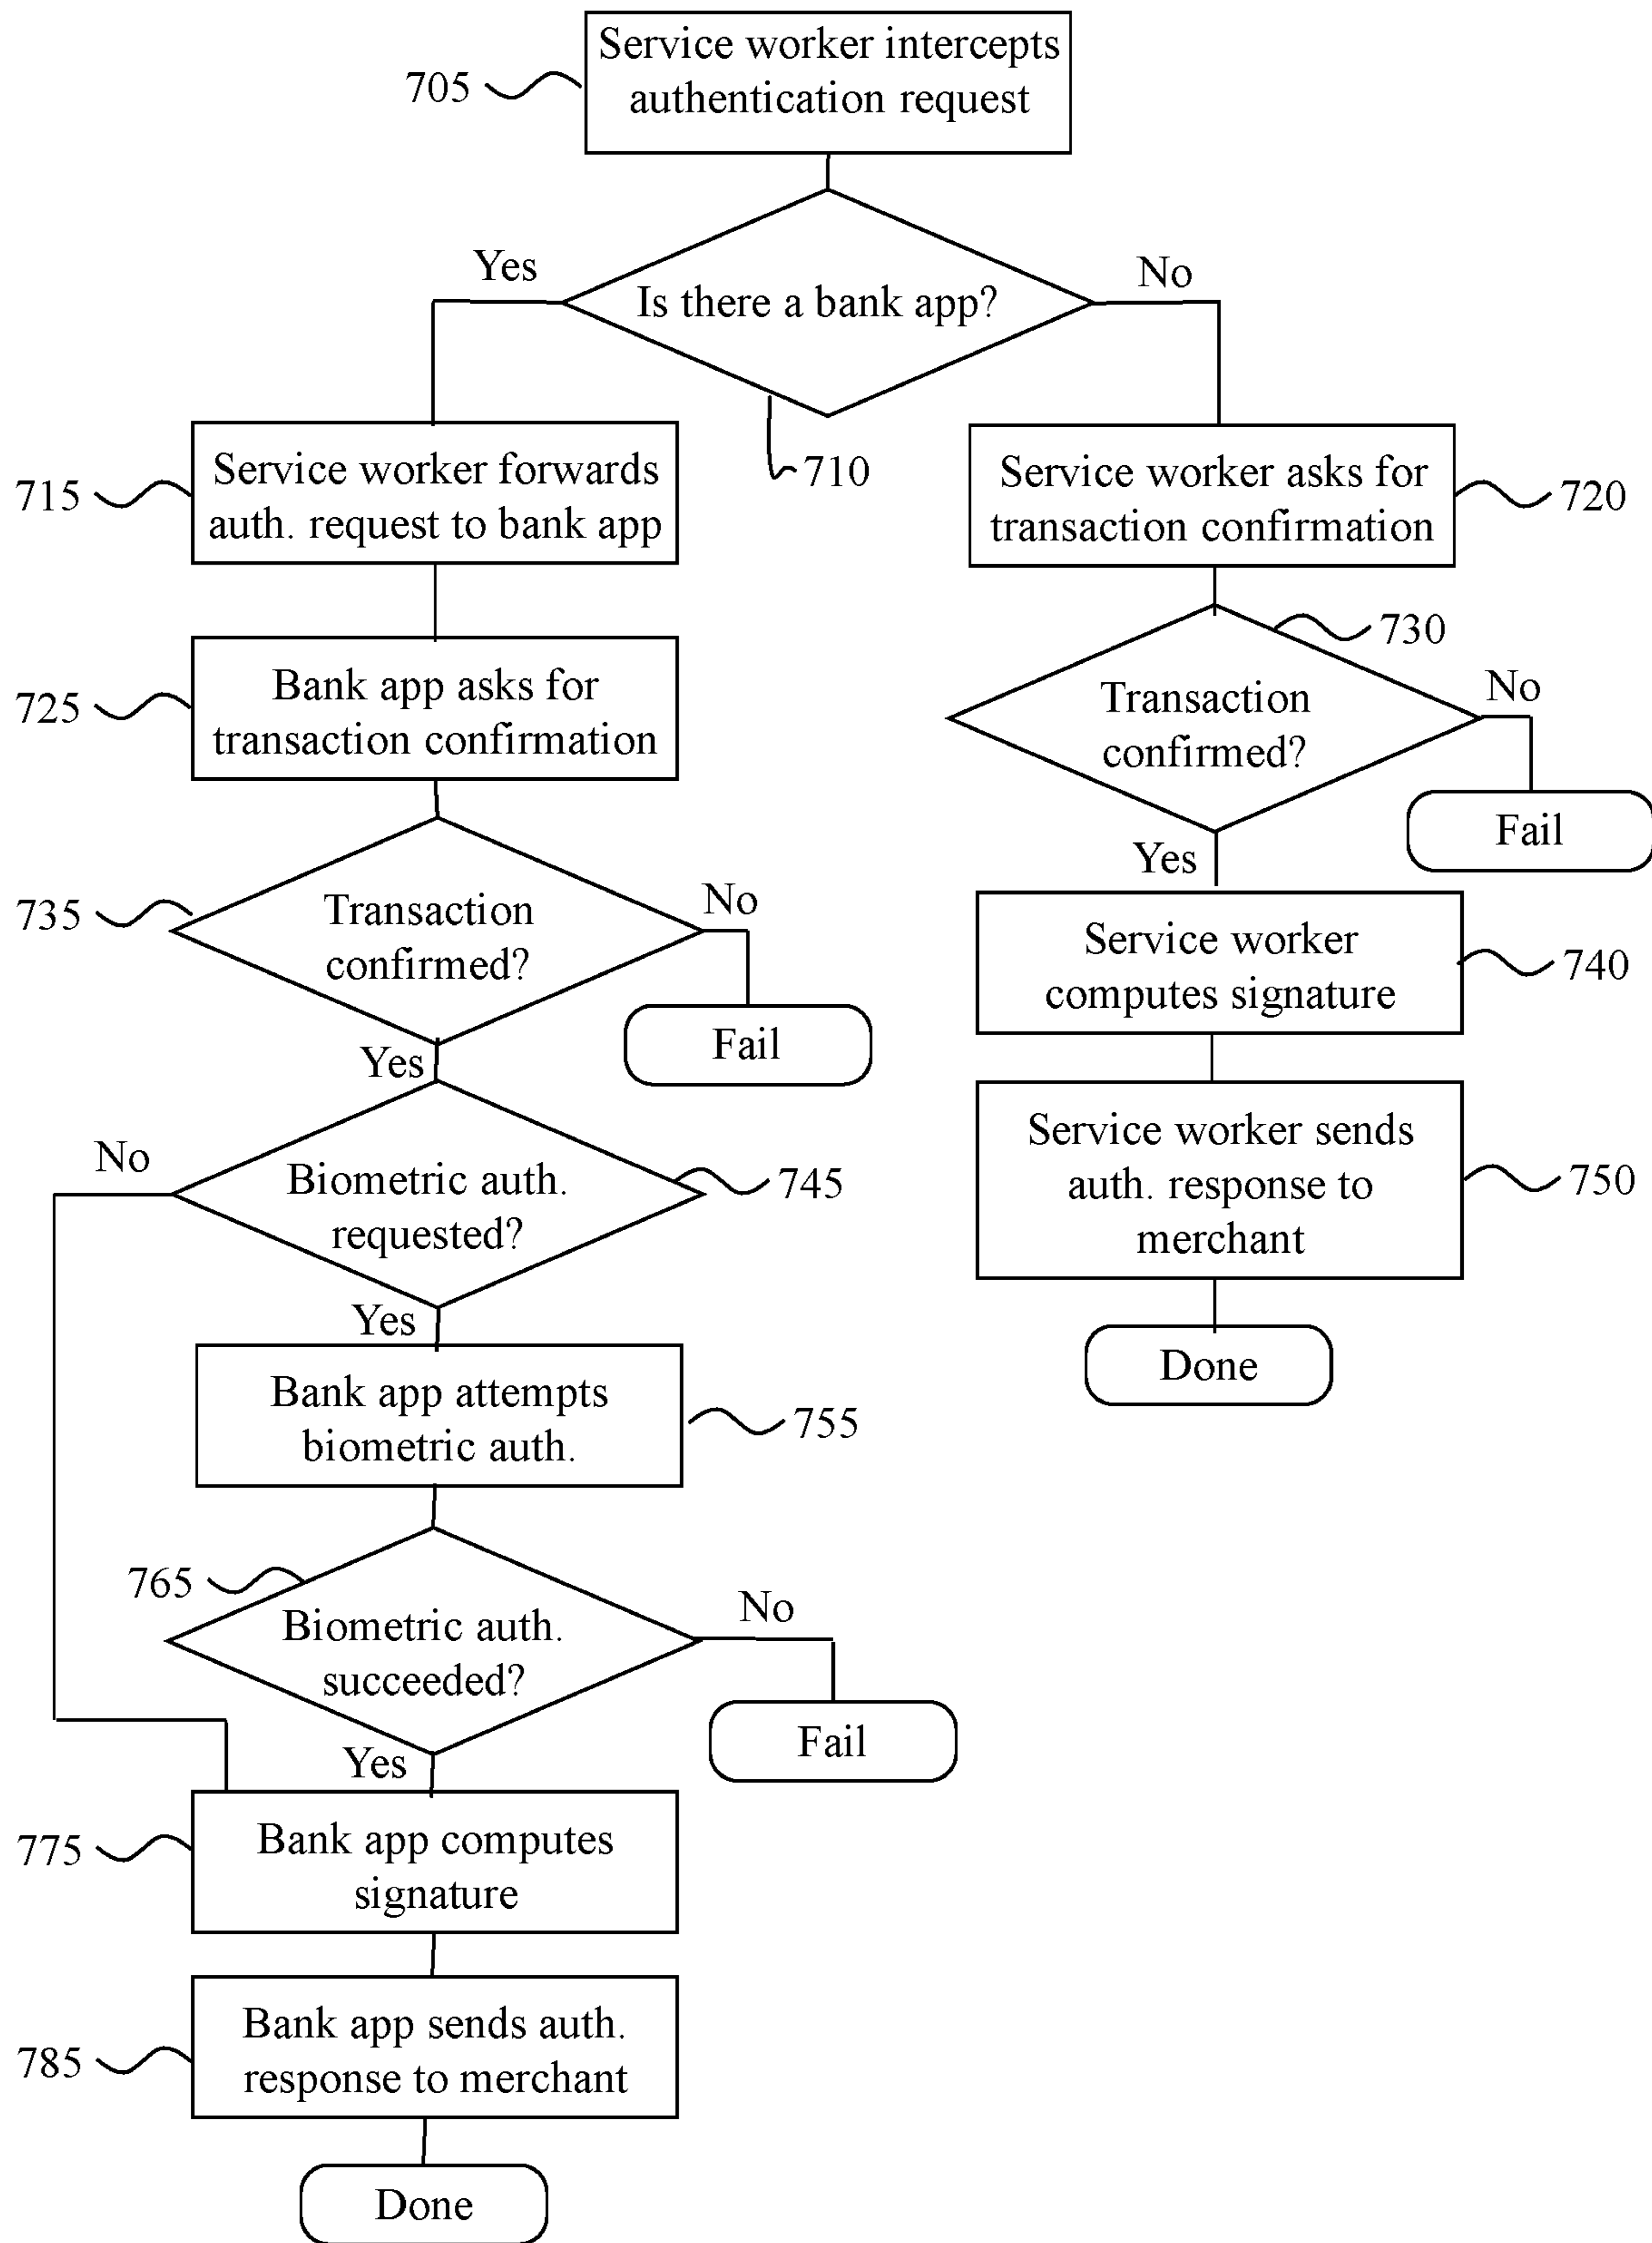 Service worker intercepts
authentication request
705
Yes
No
Is there a bank app?
710
Service worker forwards
auth. request to bank app
715
Service worker asks for
transaction confirmation
720
730
Bank app asks for
transaction confirmation
725
Transaction
confirmed?
No
Fail
Yes
735
Transaction
confirmed?
No
Fail
Yes
Service worker
computes signature
740
No
Biometric auth.
requested?
745
Service worker sends
auth. response to
merchant
750
Yes
Done
Bank app attempts
biometric auth.
755
765
Biometric auth.
succeeded?
No
Fail
Yes
775
Bank app computes
signature
785
Bank app sends auth.
response to merchant
Done